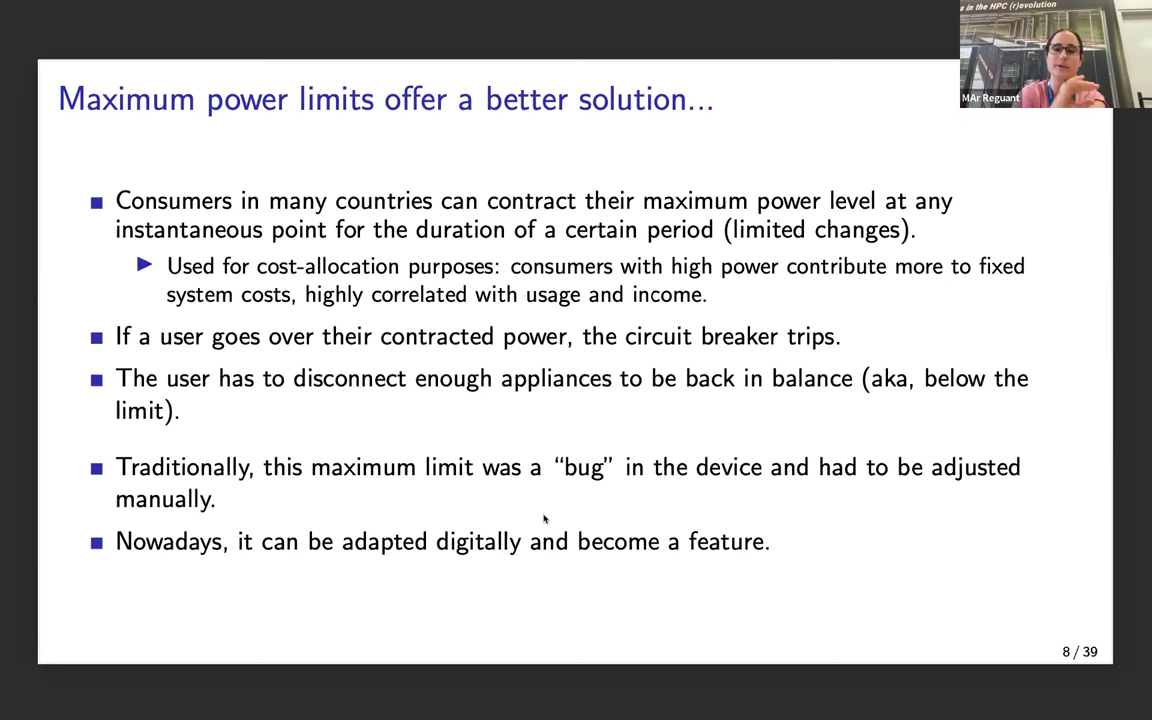 s in the HPC (r)evolution
MAr Reguant
Maximum power limits offer a better solution...
■ Consumers in many countries can contract their maximum power level at any
instantaneous point for the duration of a certain period (limited changes).
▶ Used for cost-allocation purposes: consumers with high power contribute more to fixed
system costs, highly correlated with usage and income.
■ If a user goes over their contracted power, the circuit breaker trips.
■ The user has to disconnect enough appliances to be back in balance (aka, below the
limit).
■ Traditionally, this maximum limit was a “bug” in the device and had to be adjusted
manually.
■ Nowadays, it can be adapted digitally and become a feature.
8 / 39